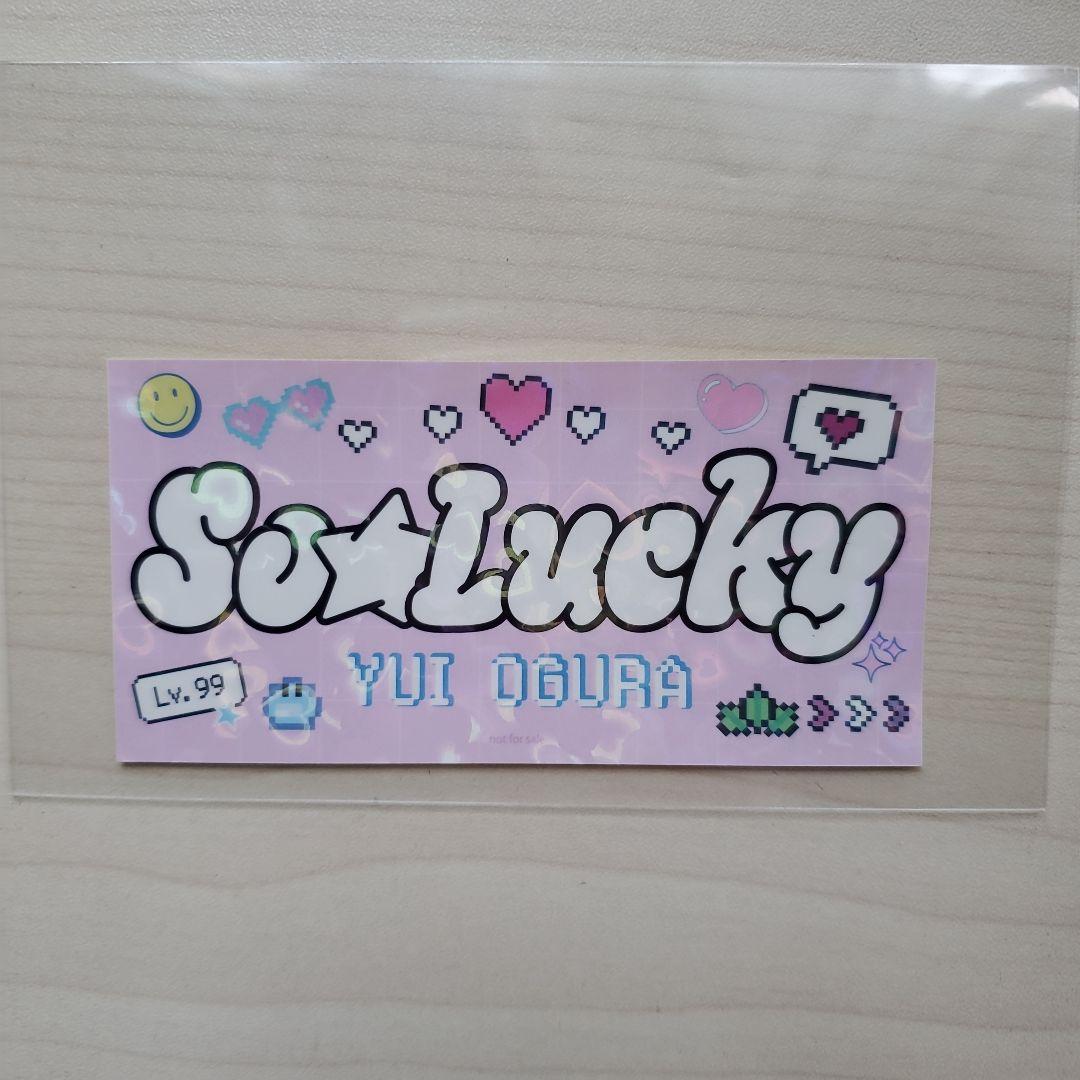 So★Lucky
Lv.99
YUI OGURA
not for sale